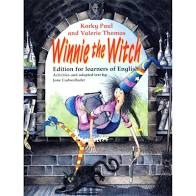 Korky Paul
and Valerie Thomas
Winnie the Witch
Edition for learners of English
Activities and adapted text by:
Jane Cadwallader